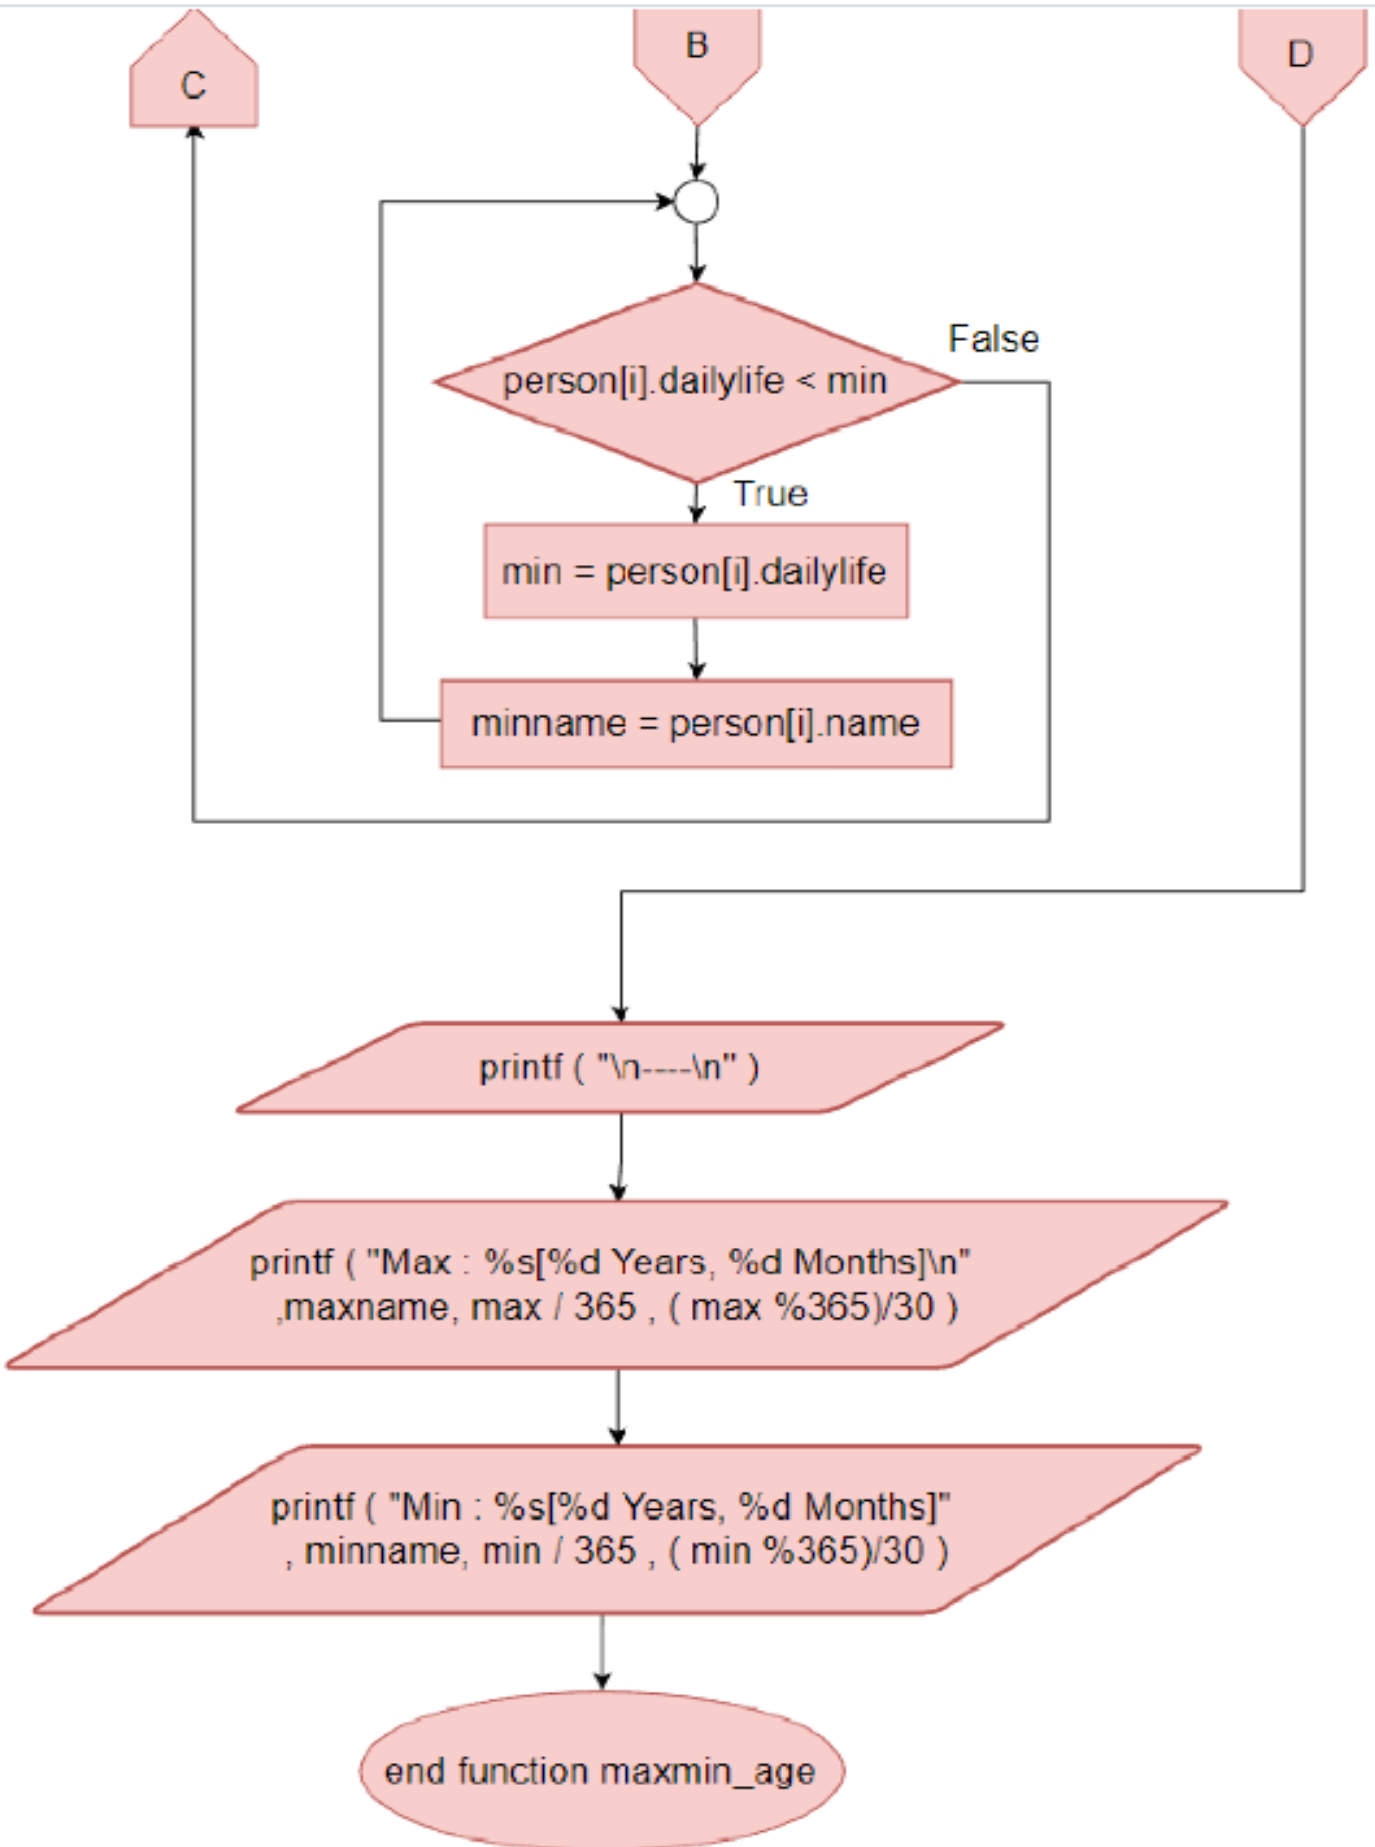 C
B
D
False
person[i].dailylife < min
True
min = person[i].dailylife
minname = person[i].name
printf ( "\n----\n" )
printf ( "Max : %s[%d Years, %d Months]\n"
,maxname, max / 365 , ( max %365)/30 )
printf ( "Min : %s[%d Years, %d Months]"
, minname, min / 365 , ( min %365)/30 )
end function maxmin_age